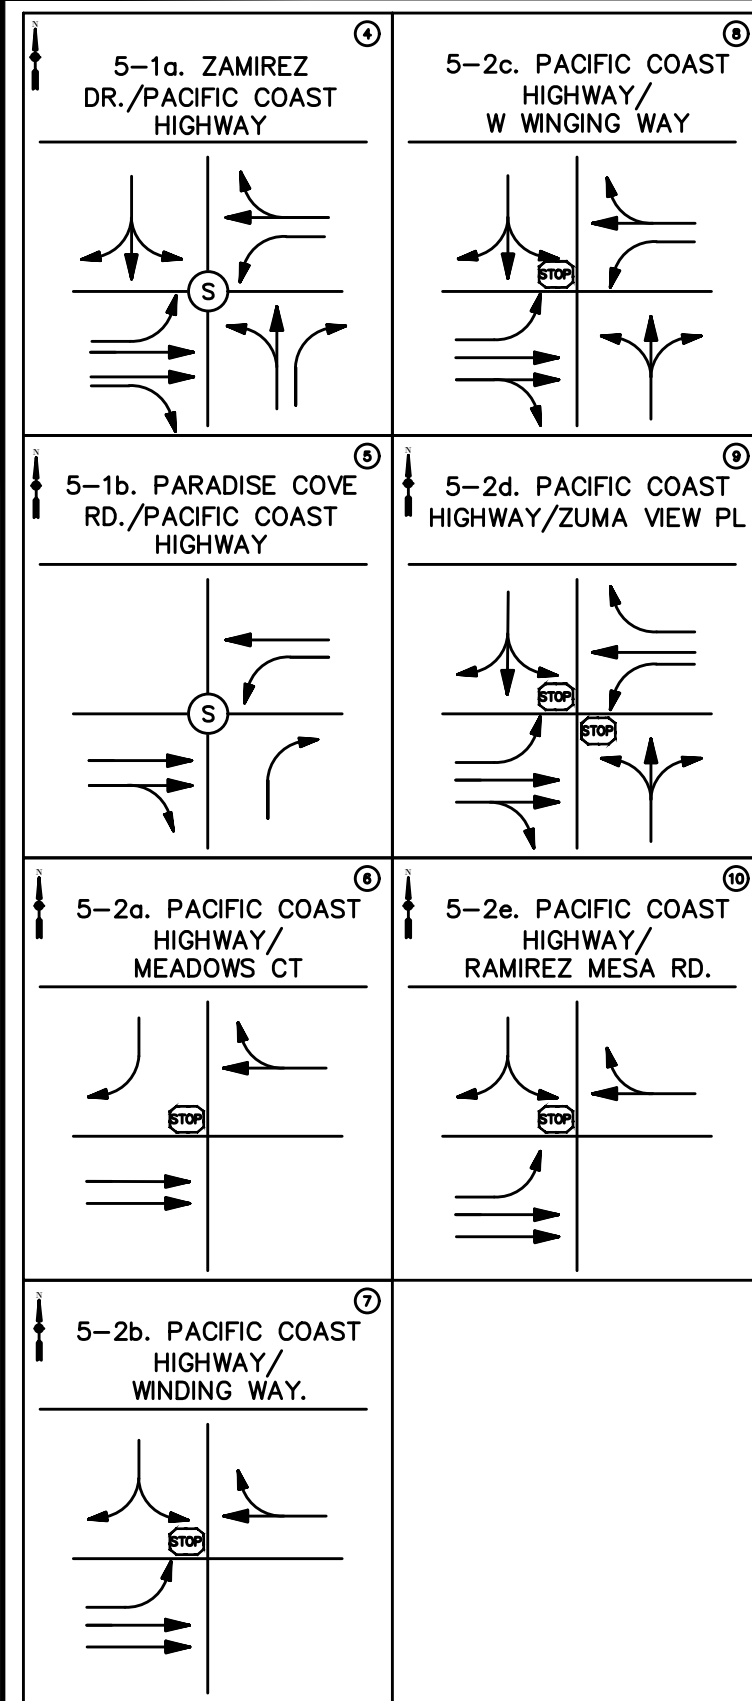 N
4
5-1a. ZAMIREZ
DR./PACIFIC COAST
HIGHWAY
S
8
5-2c. PACIFIC COAST
HIGHWAY/
W WINGING WAY
STOP
N
5
5-1b. PARADISE COVE
RD./PACIFIC COAST
HIGHWAY
S
N
9
5-2d. PACIFIC COAST
HIGHWAY/ZUMA VIEW PL
STOP
STOP
N
6
5-2a. PACIFIC COAST
HIGHWAY/
MEADOWS CT
STOP
N
10
5-2e. PACIFIC COAST
HIGHWAY/
RAMIREZ MESA RD.
STOP
N
7
5-2b. PACIFIC COAST
HIGHWAY/
WINDING WAY.
STOP